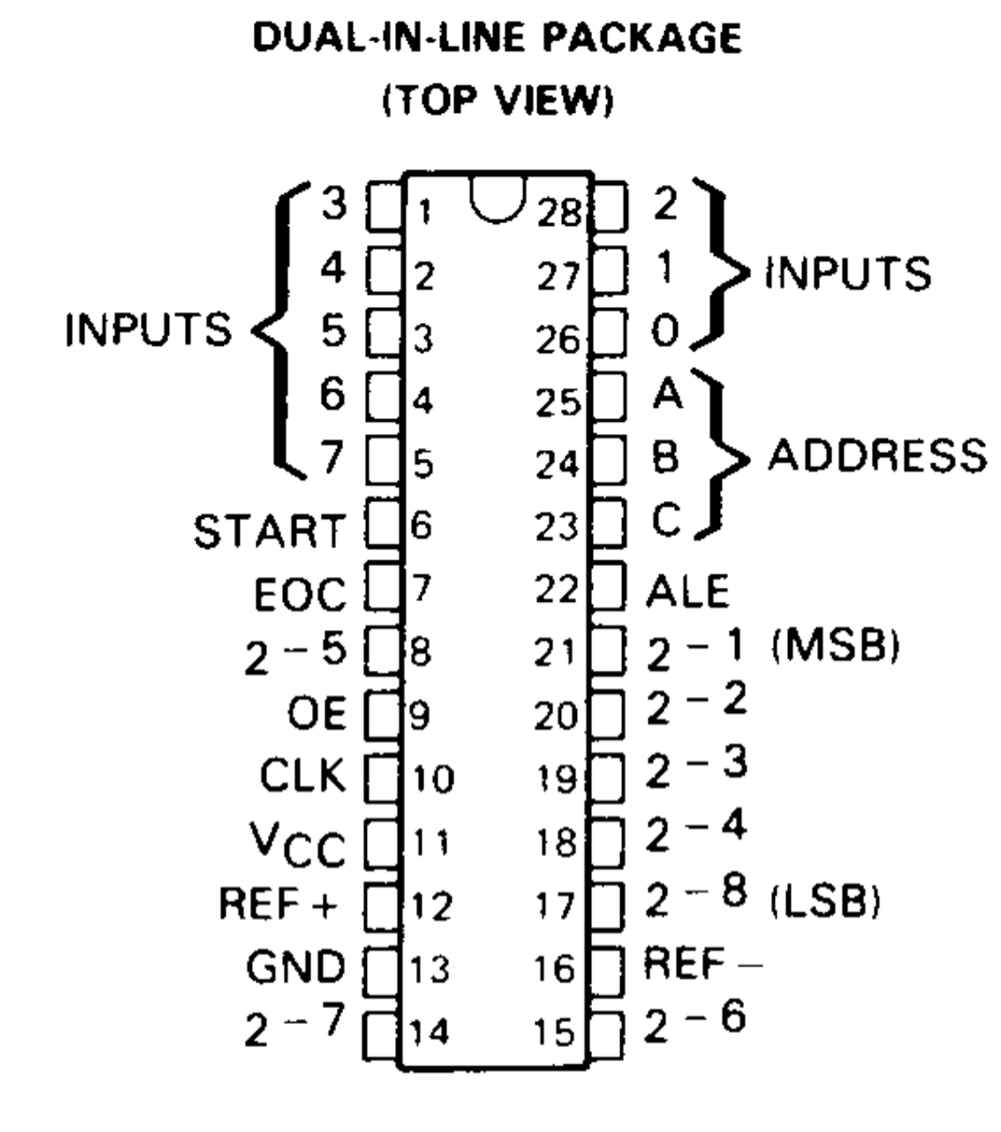 DUAL-IN-LINE PACKAGE
(TOP VIEW)
3 1 28 2
4 2 27 1 INPUTS
INPUTS 5 3 26 0
6 4 25 A
7 5 24 B ADDRESS
START 6 23 C
EOC 7 22 ALE
2 – 5 8 21 2 – 1 (MSB)
OE 9 20 2 – 2
CLK 10 19 2 – 3
VCC 11 18 2 – 4
REF + 12 17 2 – 8 (LSB)
GND 13 16 REF –
2 – 7 14 15 2 – 6